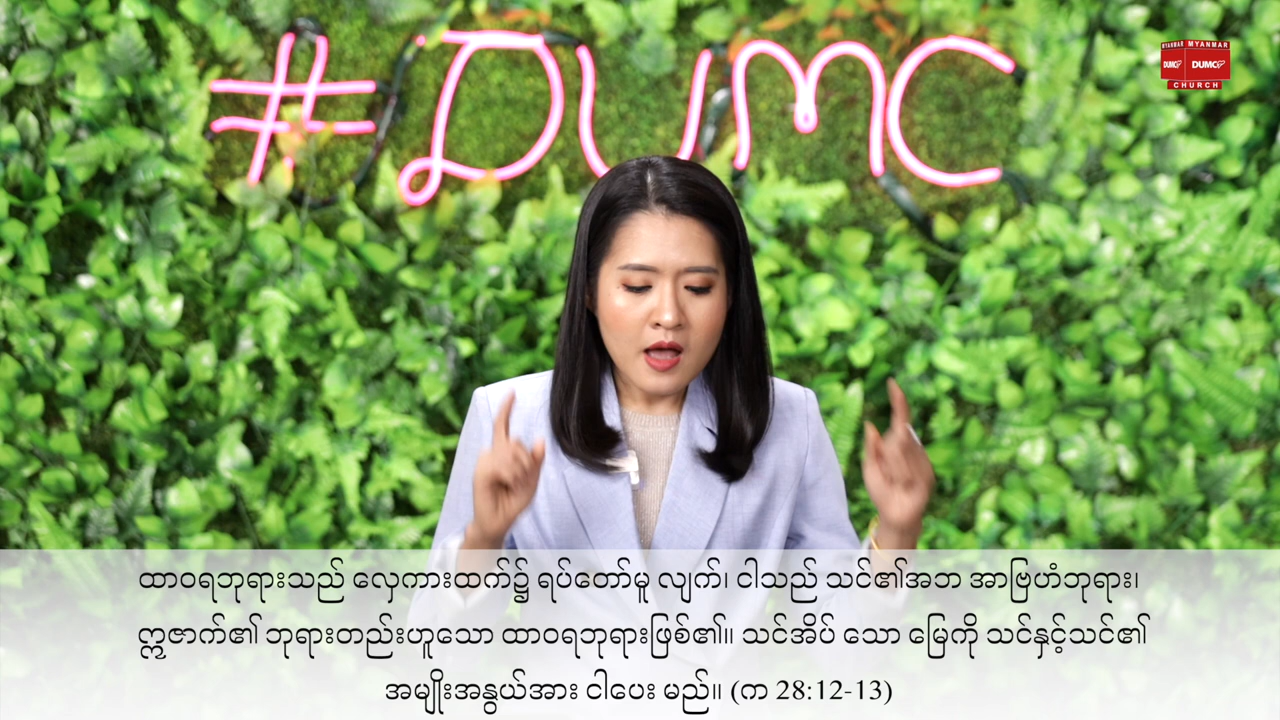 #DUMC
MYANMAR MYANMAR
DUMC DUMC
CHURCH
ထာဝရဘုရားသည် လှေကားထက်၌ ရပ်တော်မူ လျက်၊ ငါသည် သင်၏အဘ အာဗြဟံဘုရား၊
ဣဇာက်၏ ဘုရားတည်းဟူသော ထာဝရဘုရားဖြစ်၏။ သင်အိပ် သော မြေကို သင်နှင့်သင်၏
အမျိုးအနွယ်အား ငါပေး မည်။ (က 28:12-13)